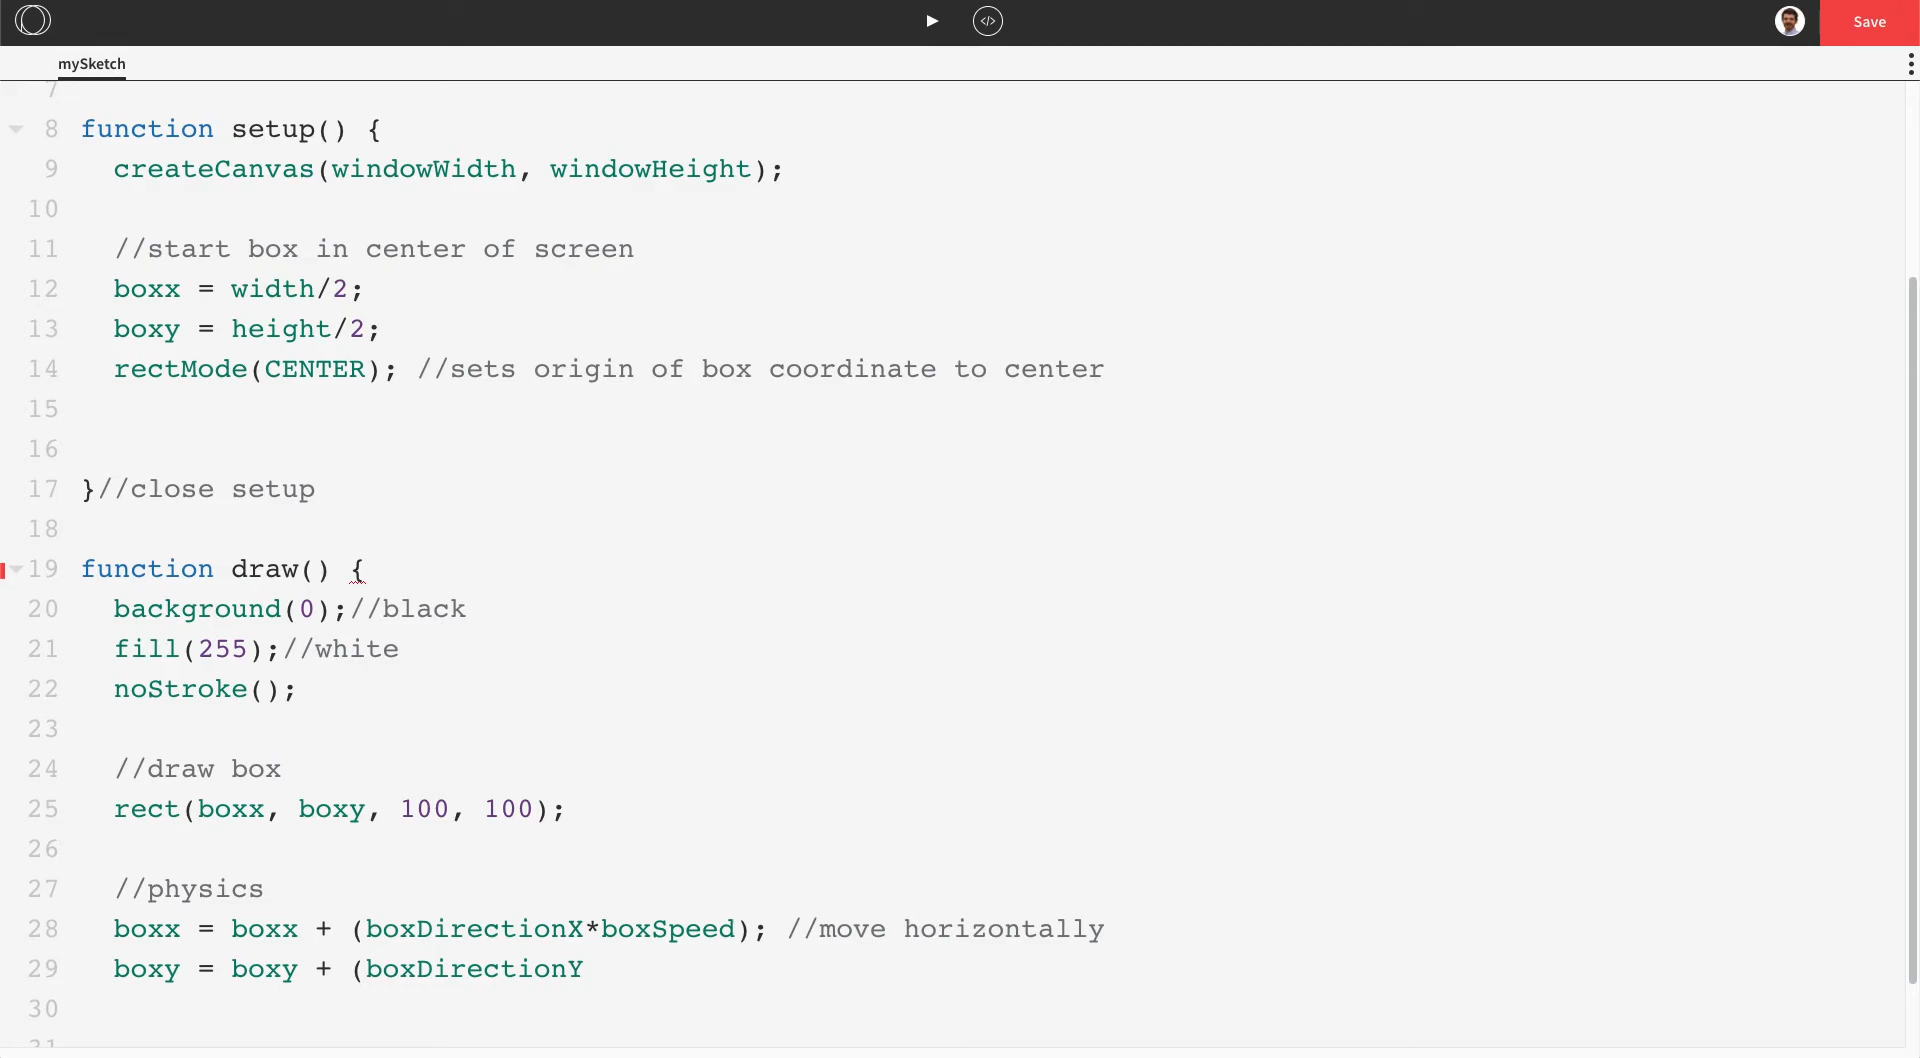 </>
Save
mySketch
7
8 function setup() {
9 createCanvas(windowWidth, windowHeight);
10
11 //start box in center of screen
12 boxx = width/2;
13 boxy = height/2;
14 rectMode(CENTER); //sets origin of box coordinate to center
15
16
17 }//close setup
18
19 function draw() {
20 background(0);//black
21 fill(255);//white
22 noStroke();
23
24 //draw box
25 rect(boxx, boxy, 100, 100);
26
27 //physics
28 boxx = boxx + (boxDirectionX*boxSpeed); //move horizontally
29 boxy = boxy + (boxDirectionY
30
31